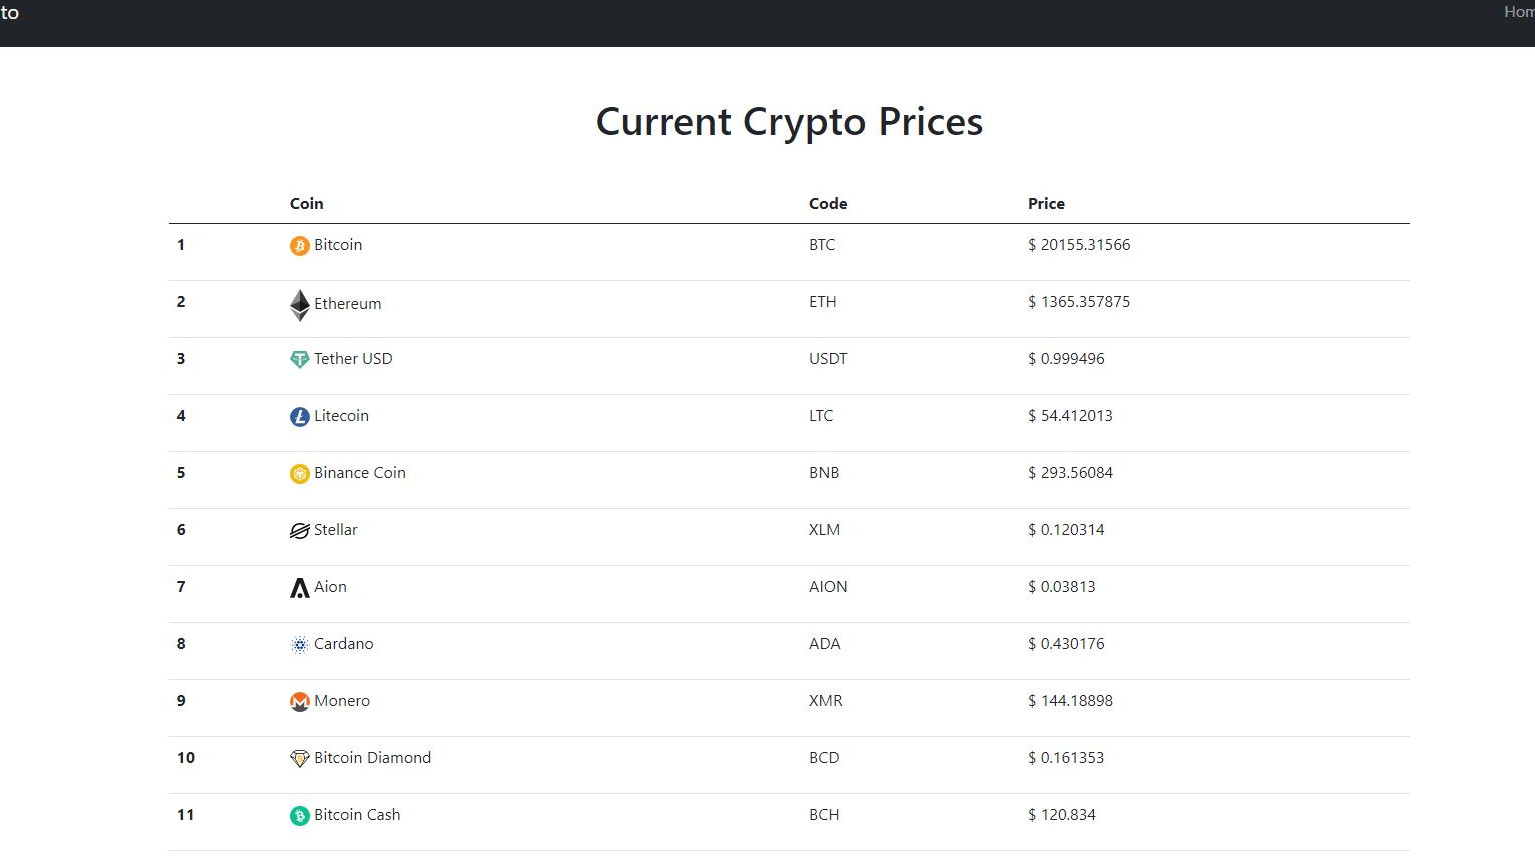 to
Hom
Current Crypto Prices
Coin Code Price
1 Bitcoin BTC $ 20155.31566
2 Ethereum ETH $ 1365.357875
3 Tether USD USDT $ 0.999496
4 Litecoin LTC $ 54.412013
5 Binance Coin BNB $ 293.56084
6 Stellar XLM $ 0.120314
7 Aion AION $ 0.03813
8 Cardano ADA $ 0.430176
9 Monero XMR $ 144.18898
10 Bitcoin Diamond BCD $ 0.161353
11 Bitcoin Cash BCH $ 120.834